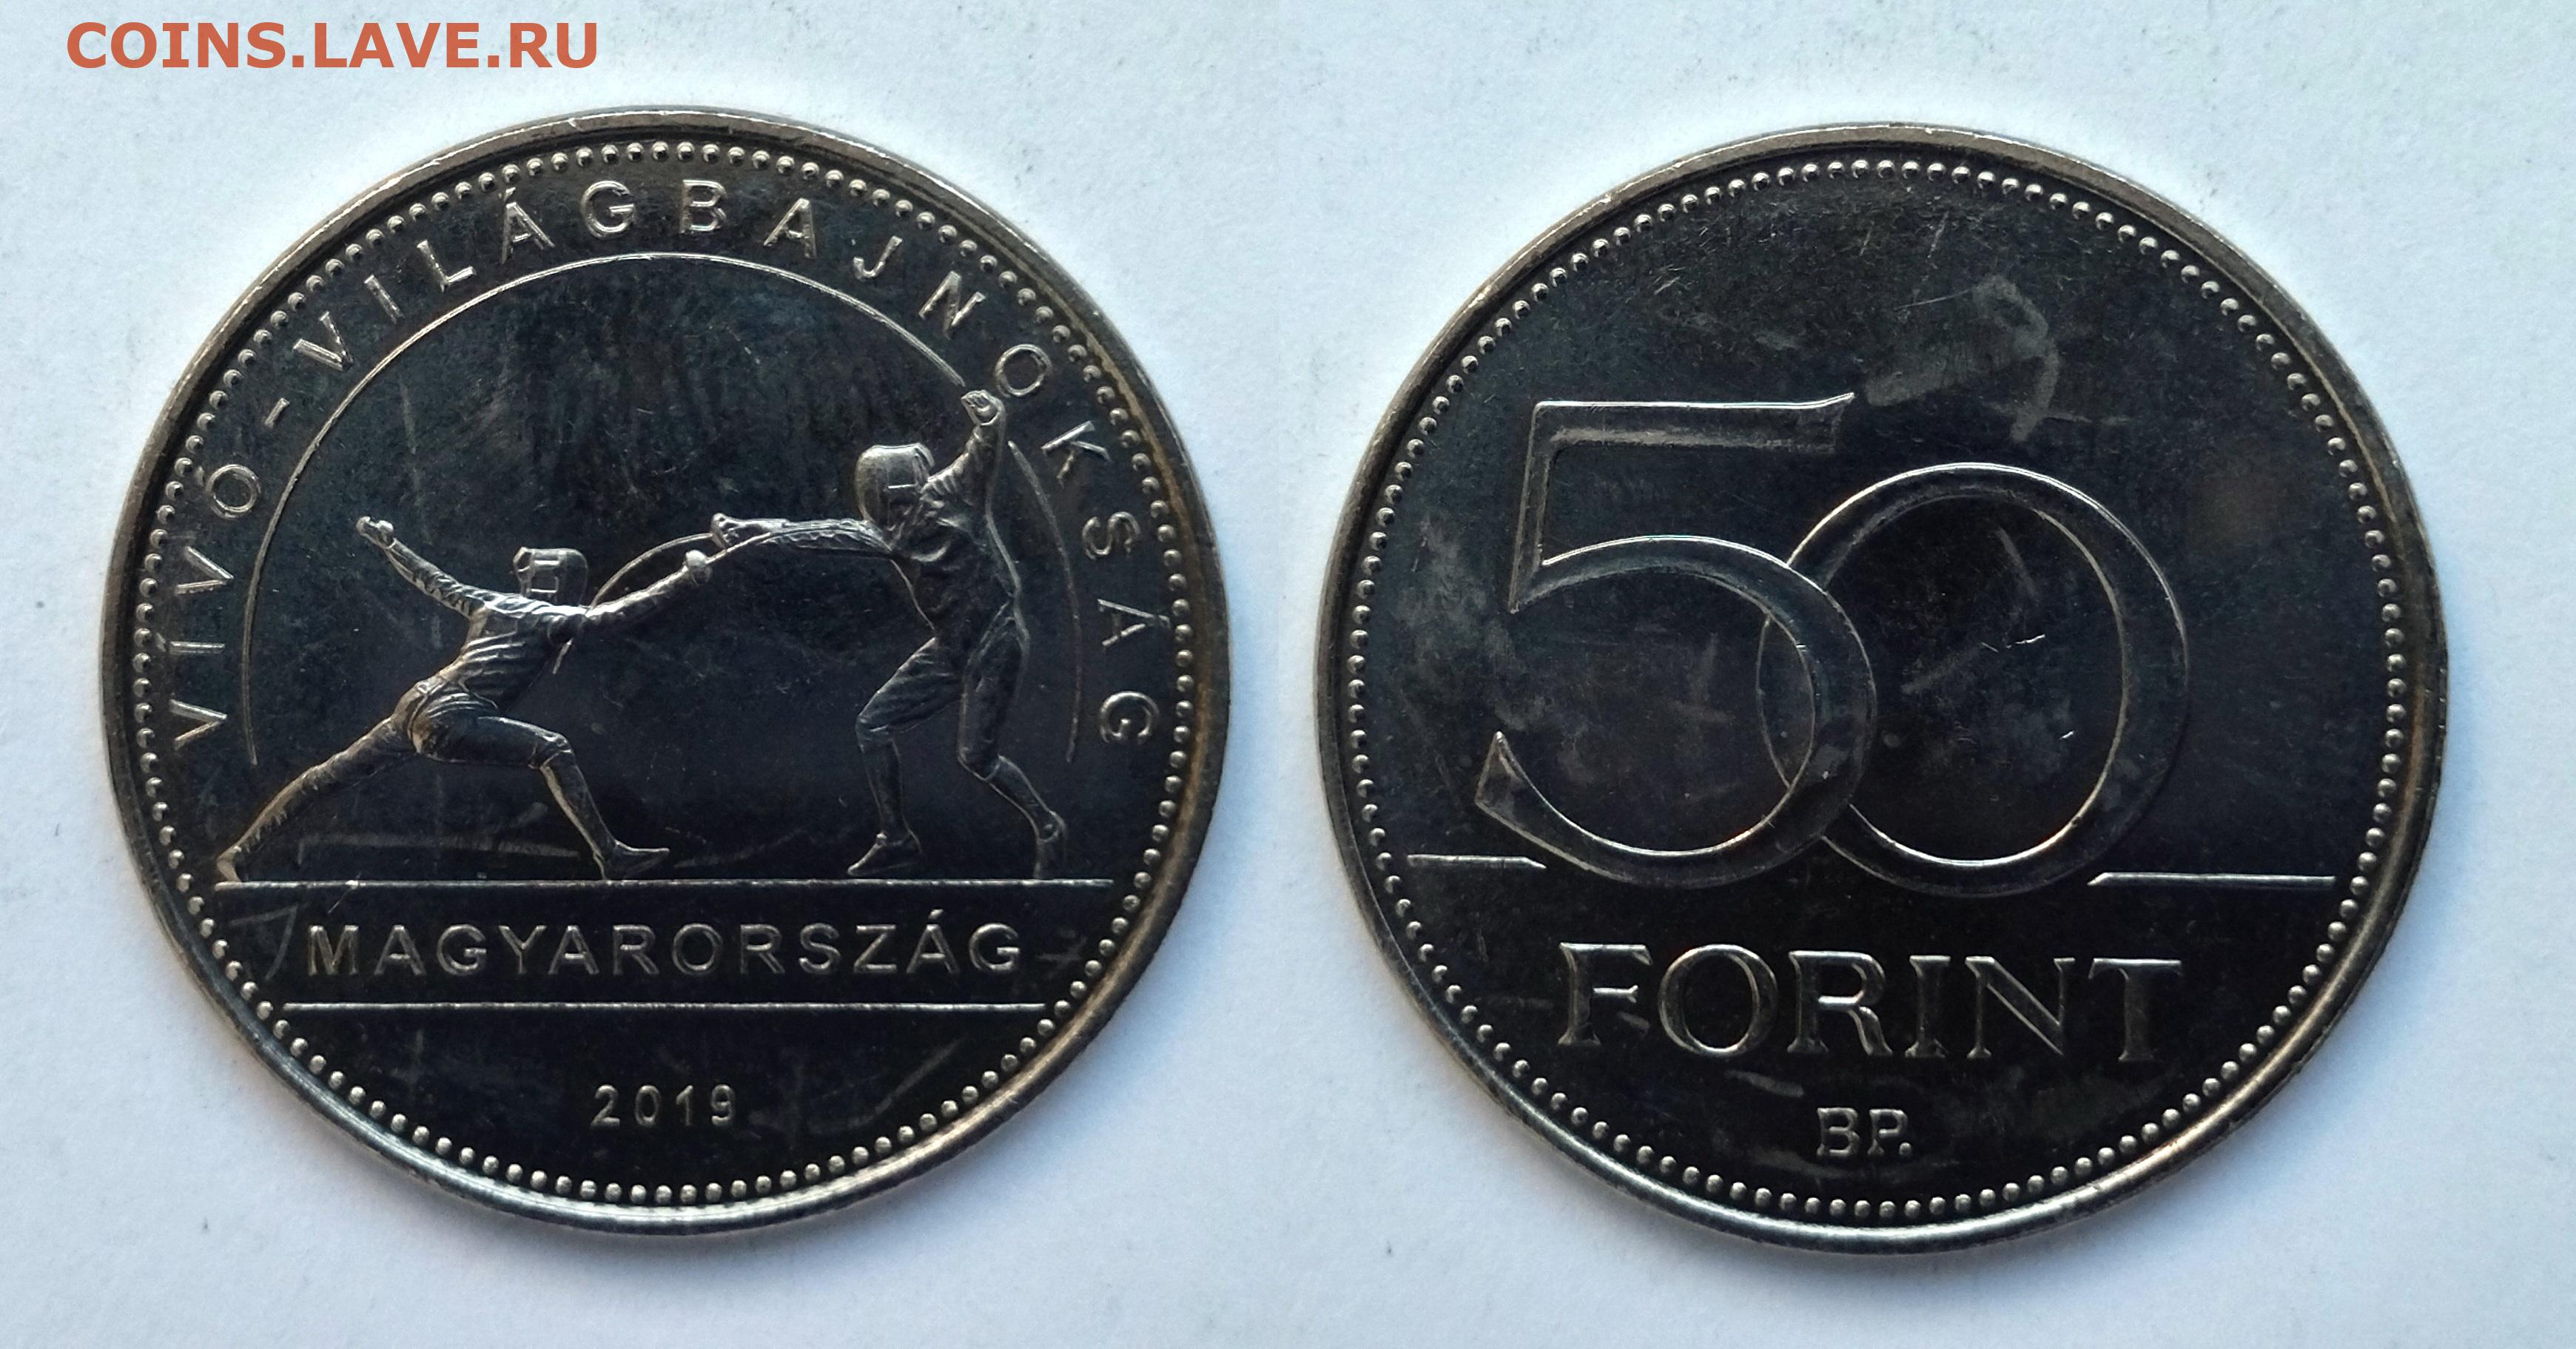 COINS.LAVE.RU
VÍVÓ-VILÁGBAJNOKSÁG
MAGYARORSZÁG
2019
50
FORINT
BP.